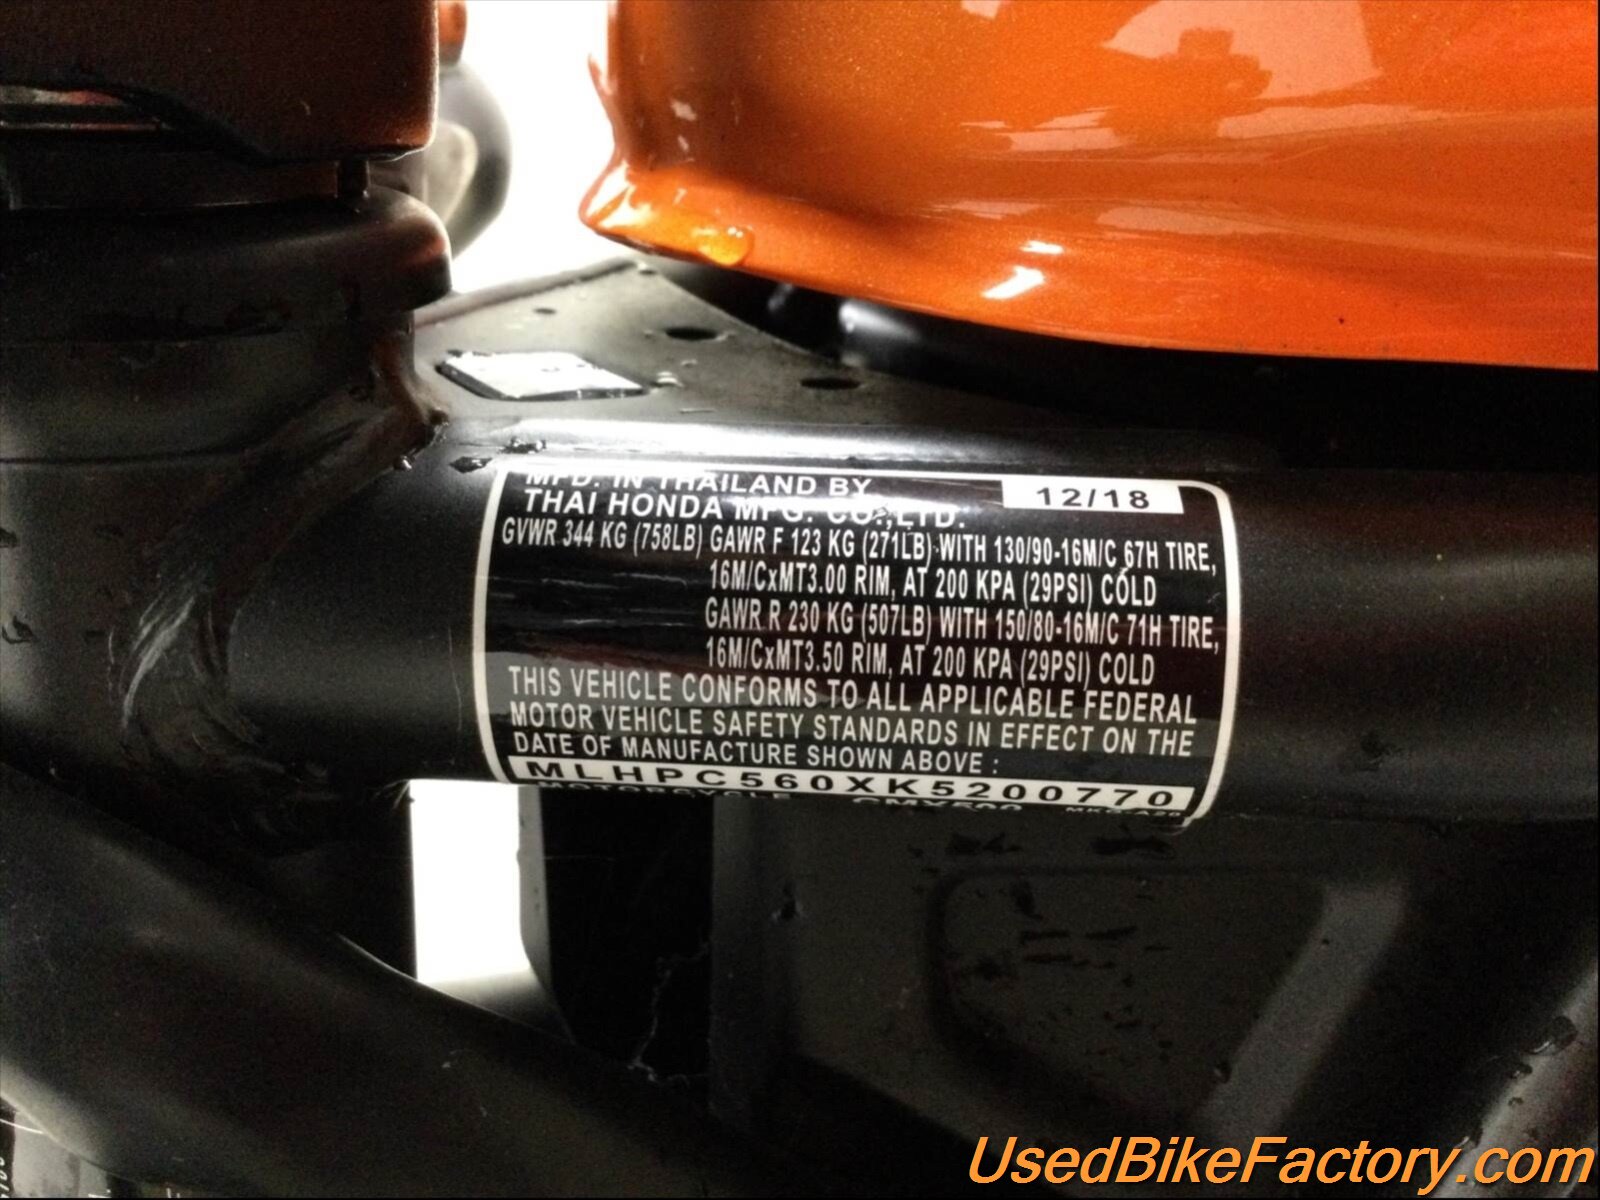 MFD. IN THAILAND BY 12/18
THAI HONDA MFG. CO.,LTD.
GVWR 344 KG (758LB) GAWR F 123 KG (271LB) WITH 130/90-16M/C 67H TIRE,
16M/CxMT3.00 RIM, AT 200 KPA (29PSI) COLD
GAWR R 230 KG (507LB) WITH 150/80-16M/C 71H TIRE,
16M/CxMT3.50 RIM, AT 200 KPA (29PSI) COLD
THIS VEHICLE CONFORMS TO ALL APPLICABLE FEDERAL
MOTOR VEHICLE SAFETY STANDARDS IN EFFECT ON THE
DATE OF MANUFACTURE SHOWN ABOVE :
MLHPC560XK5200770
MOTORCYCLE CMX500
UsedBikeFactory.com